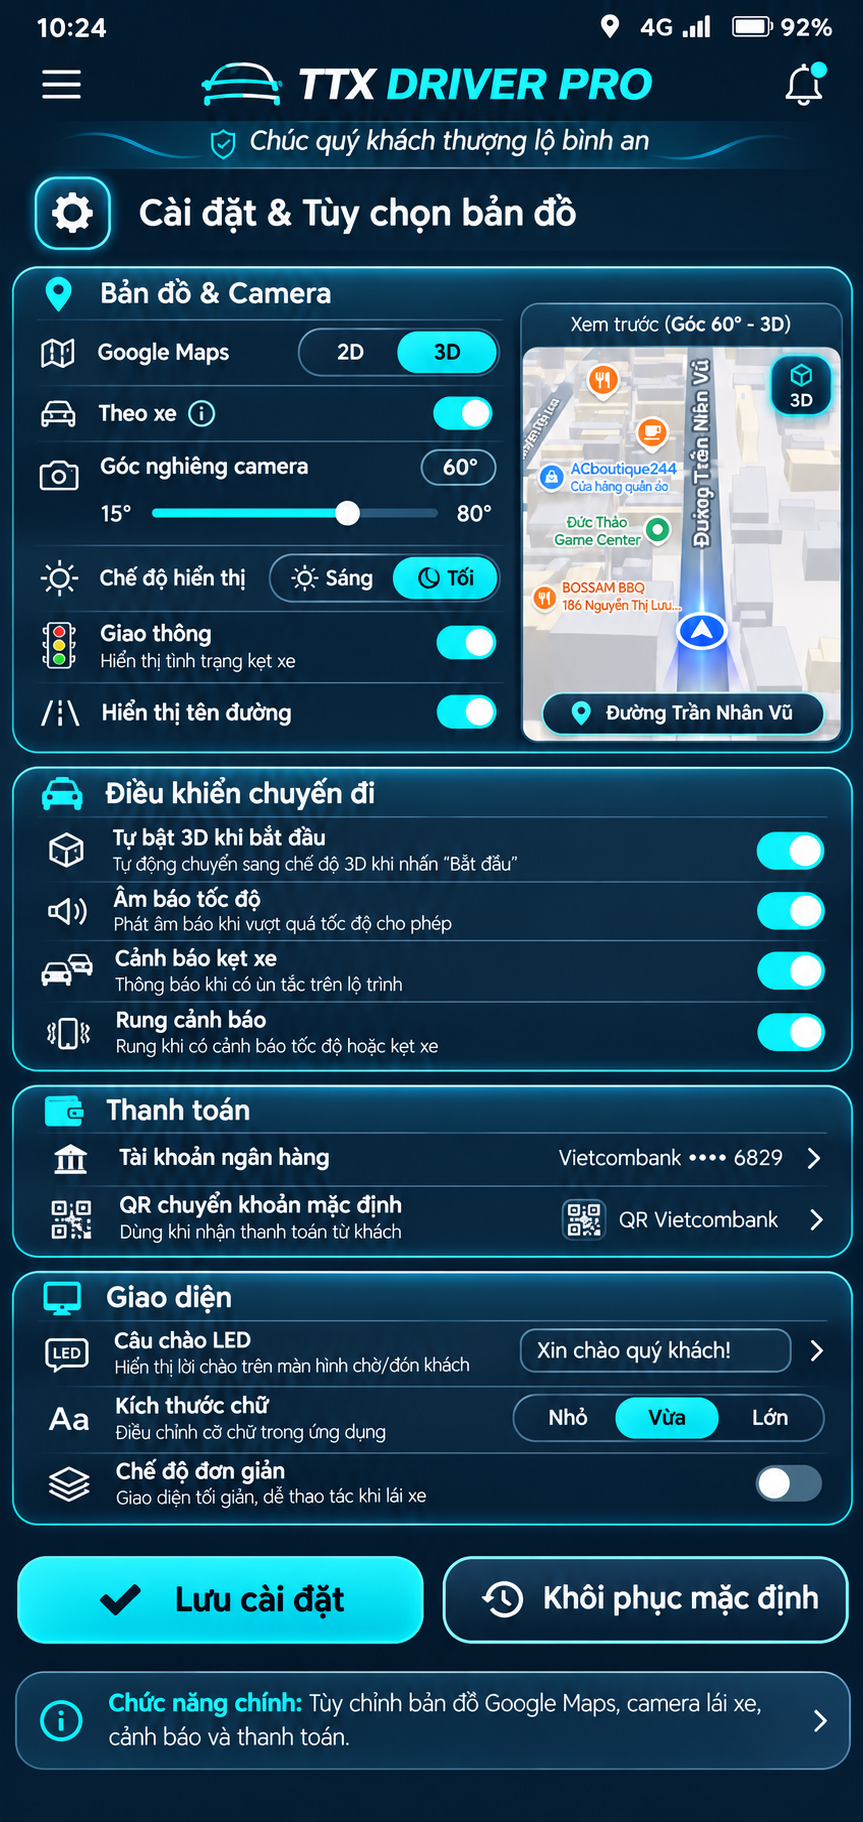 10:24
4G 92%
TTX DRIVER PRO
Chúc quý khách thượng lộ bình an
Cài đặt & Tùy chọn bản đồ
Bản đồ & Camera
Google Maps 2D 3D
Theo xe
Góc nghiêng camera 60°
15° 80°
Chế độ hiển thị Sáng Tối
Giao thông
Hiển thị tình trạng kẹt xe
Hiển thị tên đường
Xem trước (Góc 60° - 3D)
3D
ACboutique244
Cửa hàng quần áo
Đức Thảo
Game Center
BOSSAM BBQ
186 Nguyễn Thị Lưu...
Đường Trần Nhân Vũ
Điều khiển chuyến đi
Tự bật 3D khi bắt đầu
Tự động chuyển sang chế độ 3D khi nhấn “Bắt đầu”
Âm báo tốc độ
Phát âm báo khi vượt quá tốc độ cho phép
Cảnh báo kẹt xe
Thông báo khi có ùn tắc trên lộ trình
Rung cảnh báo
Rung khi có cảnh báo tốc độ hoặc kẹt xe
Thanh toán
Tài khoản ngân hàng Vietcombank •••• 6829
QR chuyển khoản mặc định
Dùng khi nhận thanh toán từ khách
QR Vietcombank
Giao diện
LED
Câu chào LED
Hiển thị lời chào trên màn hình chờ/đón khách
Xin chào quý khách!
Aa
Kích thước chữ
Điều chỉnh cỡ chữ trong ứng dụng
Nhỏ Vừa Lớn
Chế độ đơn giản
Giao diện tối giản, dễ thao tác khi lái xe
Lưu cài đặt
Khôi phục mặc định
Chức năng chính: Tùy chỉnh bản đồ Google Maps, camera lái xe,
cảnh báo và thanh toán.